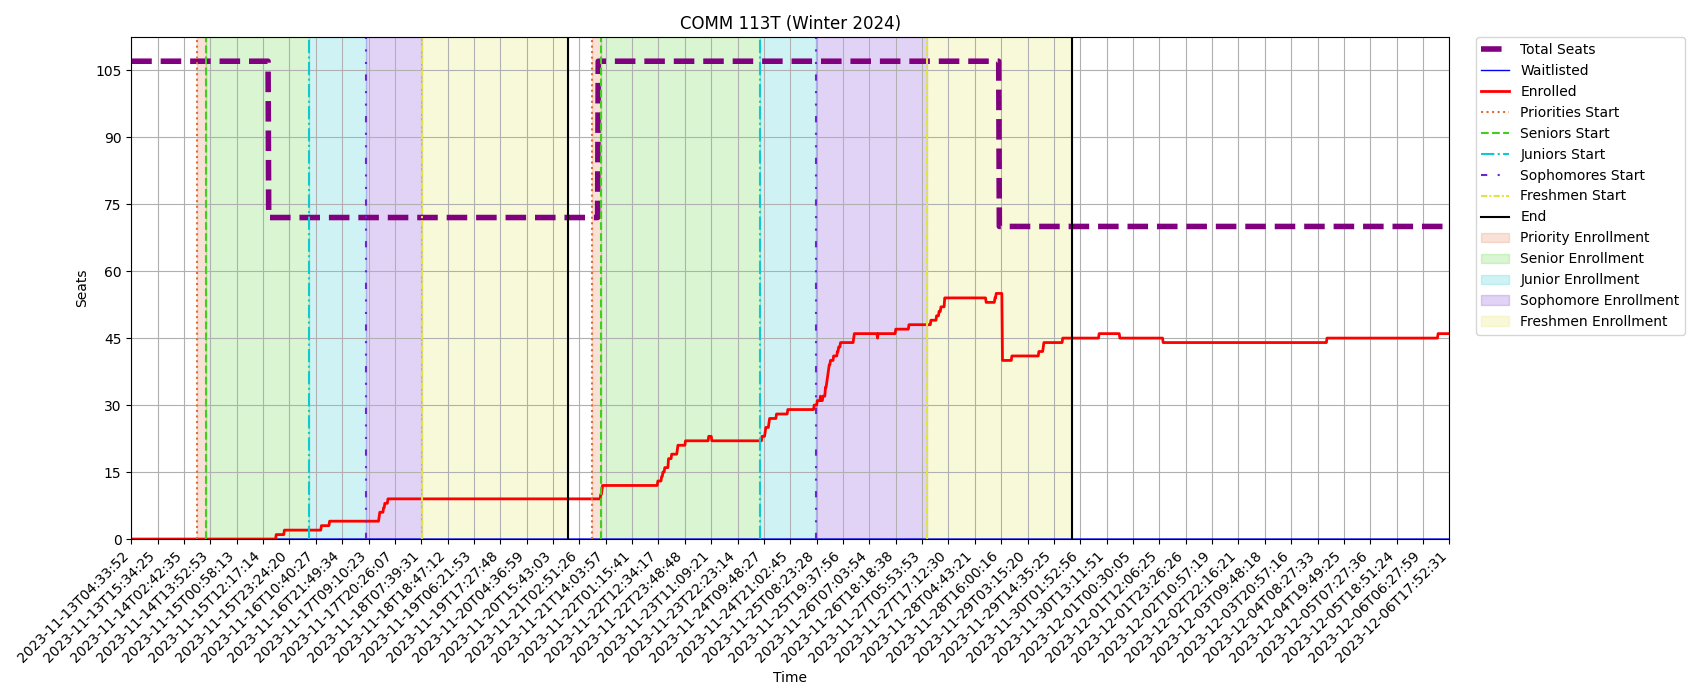 COMM 113T (Winter 2024)
Total Seats
Waitlisted
Enrolled
Priorities Start
Seniors Start
Juniors Start
Sophomores Start
Freshmen Start
End
Priority Enrollment
Senior Enrollment
Junior Enrollment
Sophomore Enrollment
Freshmen Enrollment
Seats
105
90
75
60
45
30
15
0
2023-11-13T04:33:52
2023-11-13T15:34:25
2023-11-14T02:42:35
2023-11-14T13:52:53
2023-11-15T00:58:13
2023-11-15T12:17:14
2023-11-15T23:24:20
2023-11-16T10:40:27
2023-11-16T21:49:34
2023-11-17T09:10:23
2023-11-17T20:26:07
2023-11-18T07:39:31
2023-11-18T18:47:12
2023-11-19T06:21:53
2023-11-19T17:27:48
2023-11-20T04:36:59
2023-11-20T15:43:03
2023-11-21T02:51:26
2023-11-21T14:03:57
2023-11-22T01:15:41
2023-11-22T12:34:17
2023-11-22T23:48:48
2023-11-23T11:09:21
2023-11-23T22:23:14
2023-11-24T09:48:27
2023-11-24T21:02:45
2023-11-25T08:23:28
2023-11-25T19:37:56
2023-11-26T07:03:54
2023-11-26T18:18:38
2023-11-27T05:53:53
2023-11-27T17:12:30
2023-11-28T04:43:21
2023-11-28T16:00:16
2023-11-29T03:15:20
2023-11-29T14:35:25
2023-11-30T01:52:56
2023-11-30T13:11:51
2023-12-01T00:30:05
2023-12-01T12:06:25
2023-12-01T23:26:26
2023-12-02T10:57:19
2023-12-02T22:16:21
2023-12-03T09:48:18
2023-12-03T20:57:16
2023-12-04T08:27:33
2023-12-04T19:49:25
2023-12-05T07:27:36
2023-12-05T18:51:24
2023-12-06T06:27:59
2023-12-06T17:52:31
Time